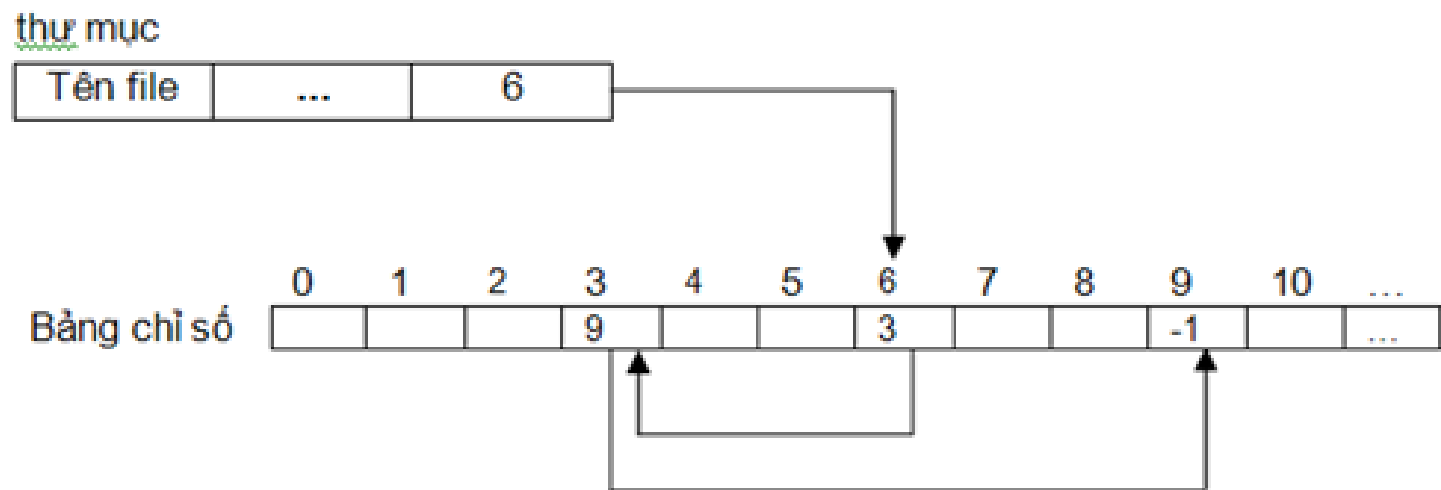 thư mục
Tên file ... 6
0 1 2 3 4 5 6 7 8 9 10 ...
Bảng chỉ số 9 3 -1 ...